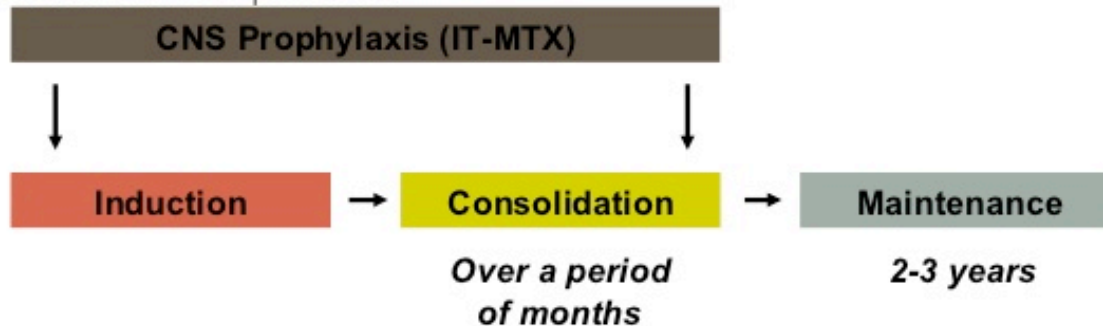 CNS Prophylaxis (IT-MTX)
Induction
Consolidation
Maintenance
Over a period
of months
2-3 years